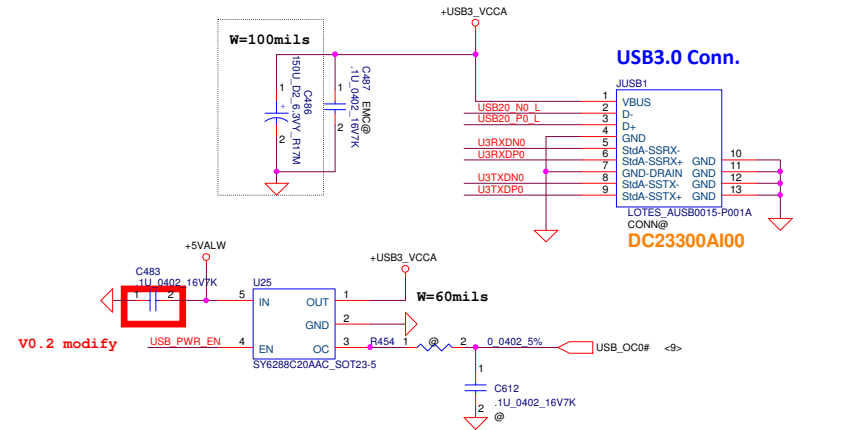 +USB3_VCCA
W=100mils
USB3.0 Conn.
C486
150U_D2_6.3VY_R17M
1
2
C487
.1U_0402_16V7K
EMC@
1
2
JUSB1
1 VBUS
USB20_N0_L 2 D-
USB20_P0_L 3 D+
4 GND
U3RXDN0 5 StdA-SSRX-
U3RXDP0 6 StdA-SSRX+ GND 10
7 GND-DRAIN GND 11
U3TXDN0 8 StdA-SSTX- GND 12
U3TXDP0 9 StdA-SSTX+ GND 13
LOTES_AUSB0015-P001A
CONN@
DC23300AI00
+5VALW
+USB3_VCCA
C483
.1U_0402_16V7K
1 2
U25
5 IN OUT 1
W=60mils
GND 2
V0.2 modify
USB_PWR_EN 4 EN OC 3
R454 1 @ 2 0_0402_5%
USB_OC0# <9>
SY6288C20AAC_SOT23-5
1
C612
.1U_0402_16V7K
2
@